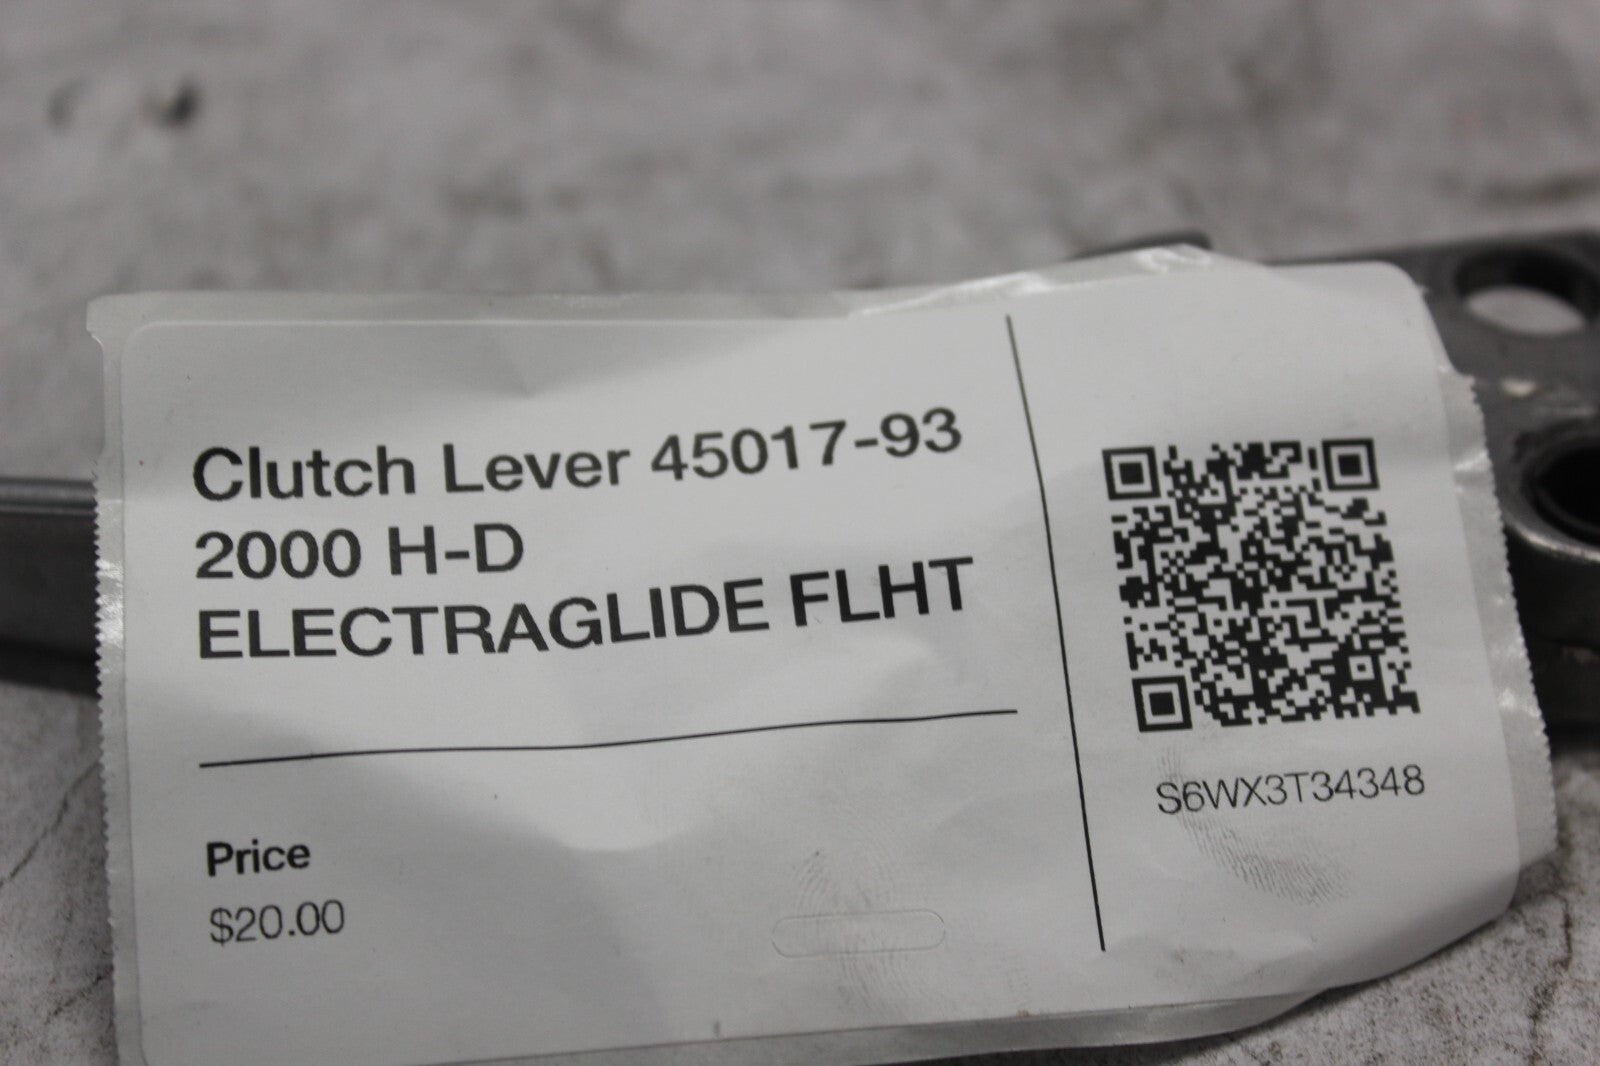 Clutch Lever 45017-93
2000 H-D
ELECTRAGLIDE FLHT
Price
$20.00
S6WX3T34348